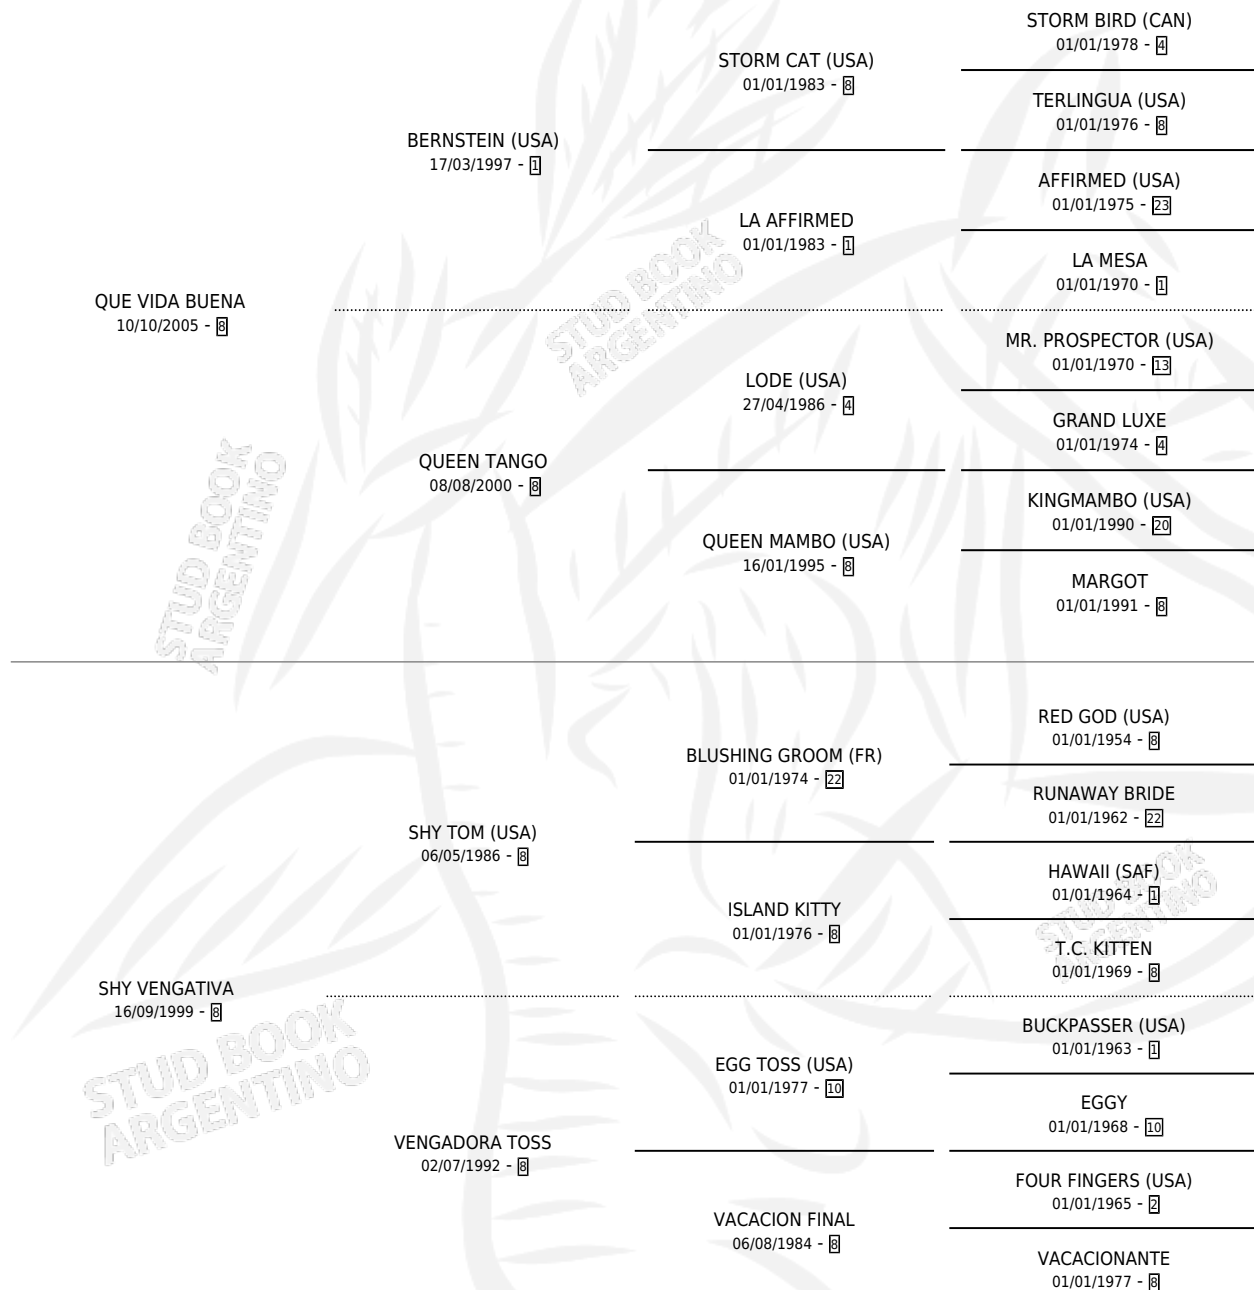 STORM BIRD (CAN)
01/01/1978 - 4
STORM CAT (USA)
01/01/1983 - 8
TERLINGUA (USA)
01/01/1976 - 8
BERNSTEIN (USA)
17/03/1997 - 1
AFFIRMED (USA)
01/01/1975 - 23
LA AFFIRMED
01/01/1983 - 1
LA MESA
01/01/1970 - 1
QUE VIDA BUENA
10/10/2005 - 8
MR. PROSPECTOR (USA)
01/01/1970 - 13
LODE (USA)
27/04/1986 - 4
GRAND LUXE
01/01/1974 - 4
QUEEN TANGO
08/08/2000 - 8
KINGMAMBO (USA)
01/01/1990 - 20
QUEEN MAMBO (USA)
16/01/1995 - 8
MARGOT
01/01/1991 - 8
STUD BOOK
ARGENTINO
STUD BOOK
ARGENTINO
RED GOD (USA)
01/01/1954 - 8
BLUSHING GROOM (FR)
01/01/1974 - 22
RUNAWAY BRIDE
01/01/1962 - 22
SHY TOM (USA)
06/05/1986 - 8
HAWAII (SAF)
01/01/1964 - 1
ISLAND KITTY
01/01/1976 - 8
T.C. KITTEN
01/01/1969 - 8
STUD BOOK
ARGENTINO
SHY VENGATIVA
16/09/1999 - 8
BUCKPASSER (USA)
01/01/1963 - 1
EGG TOSS (USA)
01/01/1977 - 10
EGGY
01/01/1968 - 10
VENGADORA TOSS
02/07/1992 - 8
FOUR FINGERS (USA)
01/01/1965 - 2
VACACION FINAL
06/08/1984 - 8
VACACIONANTE
01/01/1977 - 8
STUD BOOK
ARGENTINO